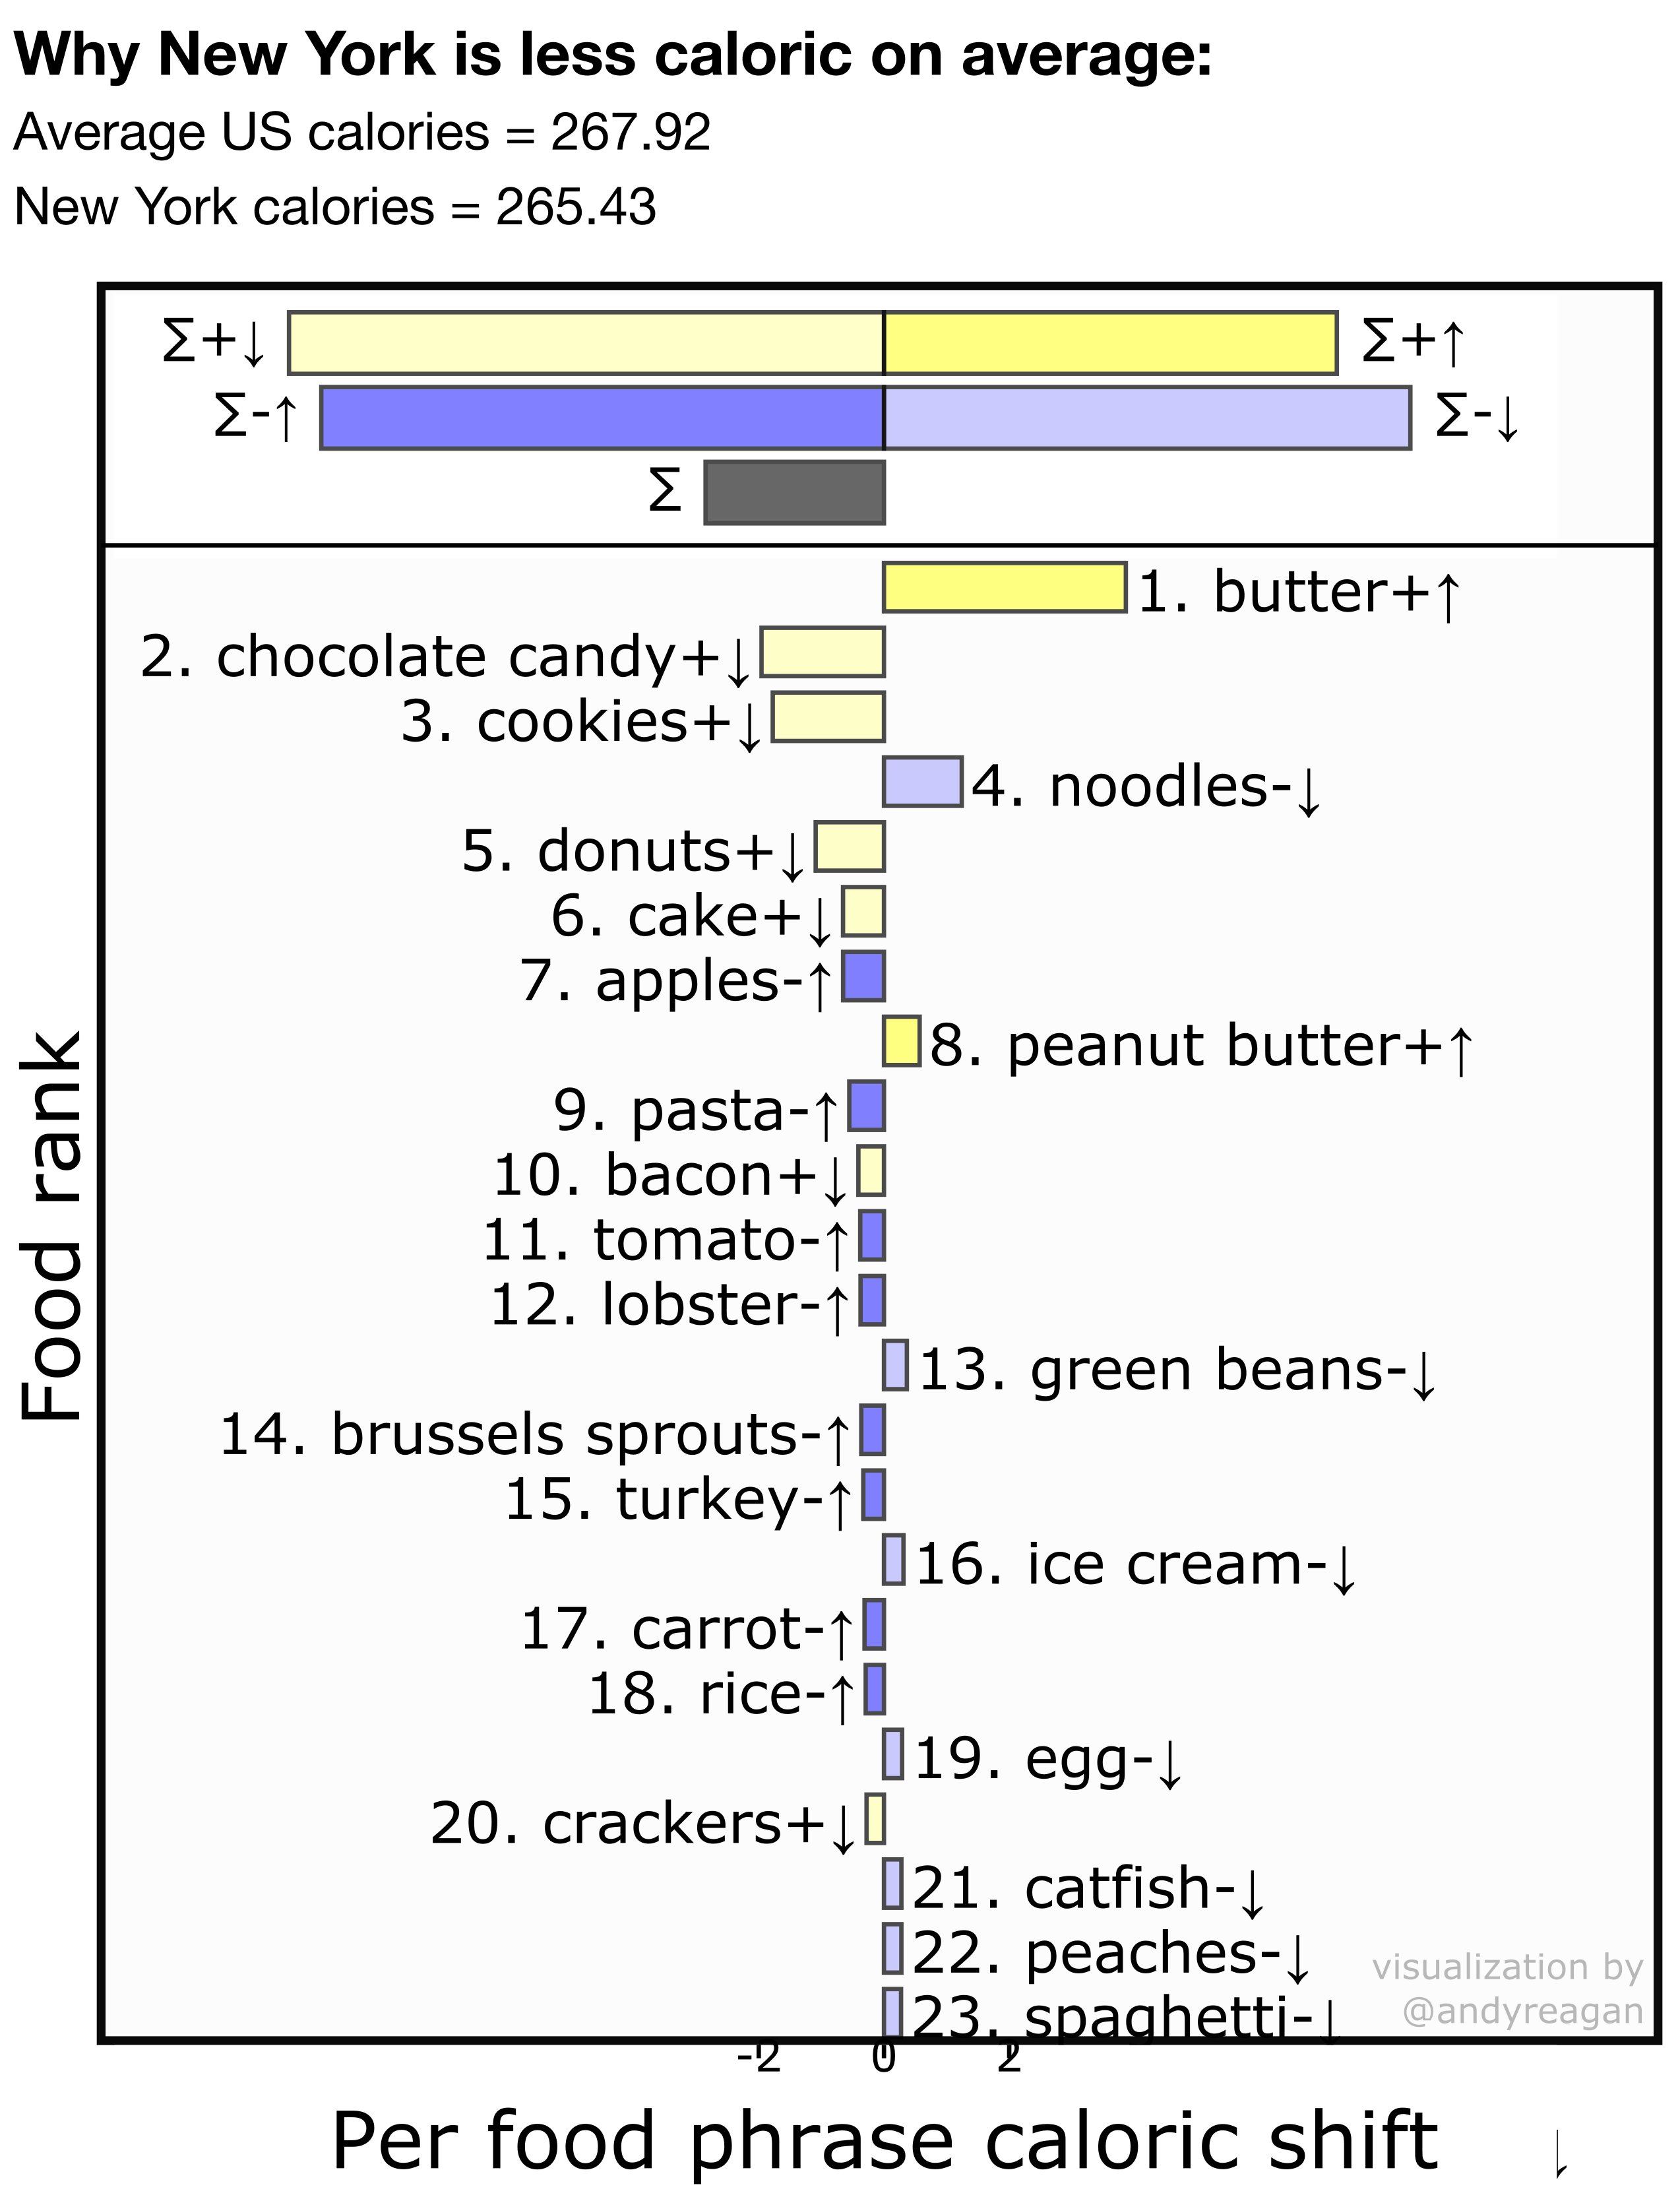 Why New York is less caloric on average:
Average US calories = 267.92
New York calories = 265.43
∑+↓
∑+↑
∑-↑
∑-↓
∑
1. butter+↑
2. chocolate candy+↓
3. cookies+↓
4. noodles-↓
5. donuts+↓
6. cake+↓
7. apples-↑
8. peanut butter+↑
9. pasta-↑
10. bacon+↓
11. tomato-↑
12. lobster-↑
13. green beans-↓
14. brussels sprouts-↑
15. turkey-↑
16. ice cream-↓
17. carrot-↑
18. rice-↑
19. egg-↓
20. crackers+↓
21. catfish-↓
22. peaches-↓
23. spaghetti-↓
Food rank
visualization by
@andyreagan
-2 0 2
Per food phrase caloric shift